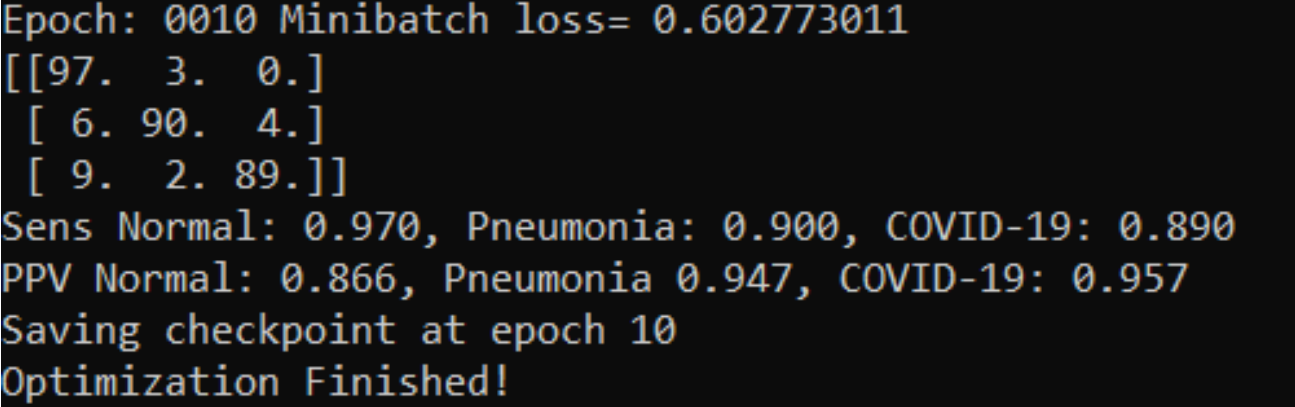 Epoch: 0010 Minibatch loss= 0.602773011
[[97.  3.  0.]
 [ 6. 90.  4.]
 [ 9.  2. 89.]]
Sens Normal: 0.970, Pneumonia: 0.900, COVID-19: 0.890
PPV Normal: 0.866, Pneumonia 0.947, COVID-19: 0.957
Saving checkpoint at epoch 10
Optimization Finished!